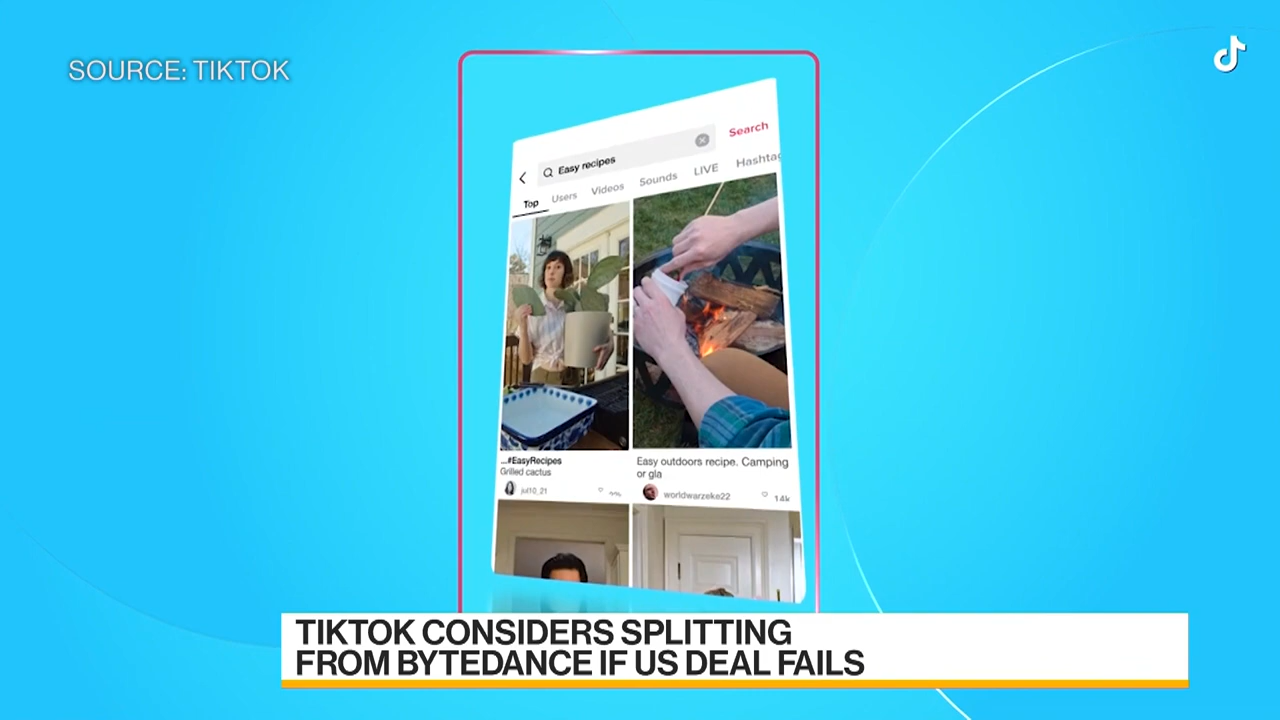 SOURCE: TIKTOK
Easy recipes
Search
Top Users Videos Sounds LIVE Hashtag
...#EasyRecipes
Grilled cactus
jul10_21
Easy outdoors recipe. Camping
or gla
worldwarzeke22
14k
TIKTOK CONSIDERS SPLITTING
FROM BYTEDANCE IF US DEAL FAILS